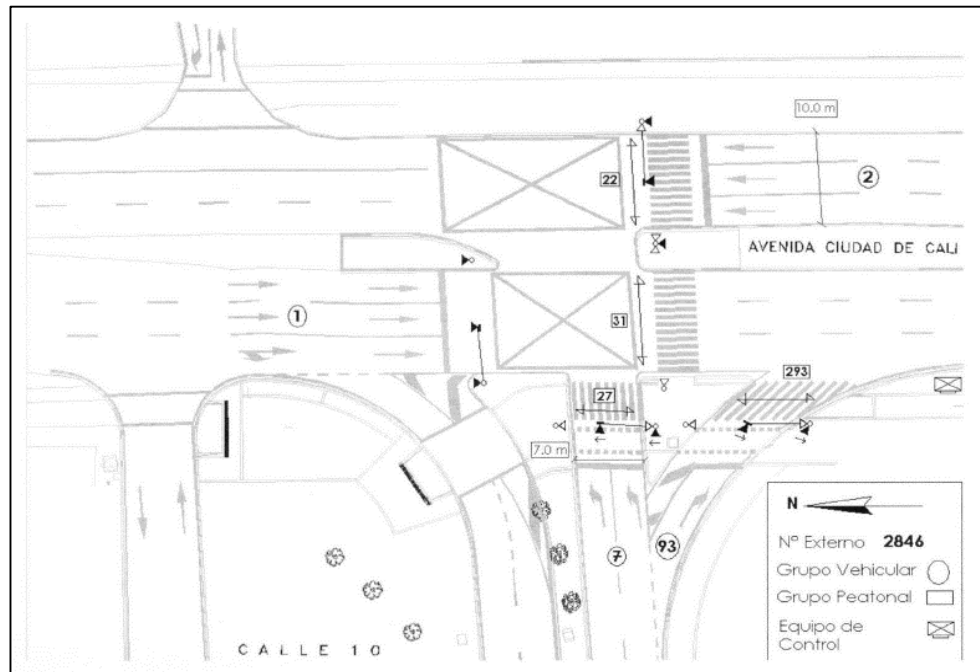 10.0 m
2
22
AVENIDA CIUDAD DE CALI
1
31
293
27
7.0 m
7
93
N
N° Externo 2846
Grupo Vehicular
Grupo Peatonal
Equipo de
Control
CALLE 10